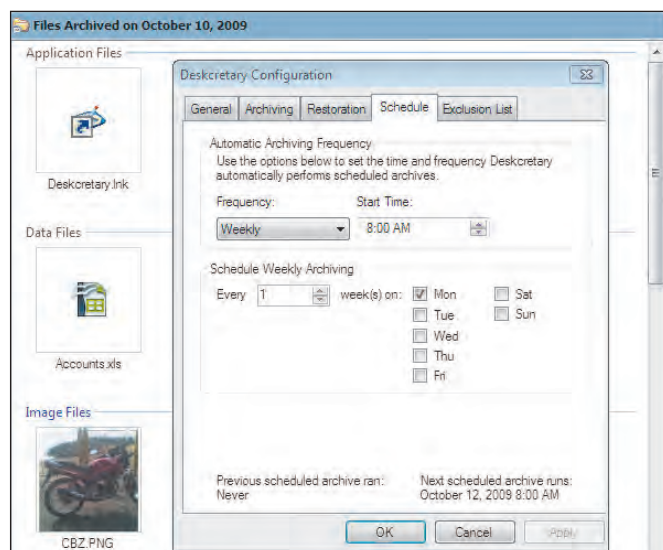 Files Archived on October 10, 2009
Application Files
Deskcretary.lnk
Data Files
Accounts.xls
Image Files
CBZ.PNG
Deskcretary Configuration
General
Archiving
Restoration
Schedule
Exclusion List
Automatic Archiving Frequency
Use the options below to set the time and frequency Deskcretary
automatically performs scheduled archives.
Frequency: Start Time:
Weekly 8:00 AM
Schedule Weekly Archiving
Every 1 week(s) on: Mon Sat
Tue Sun
Wed
Thu
Fri
Previous scheduled archive ran: Next scheduled archive runs:
Never October 12, 2009 8:00 AM
OK Cancel Apply